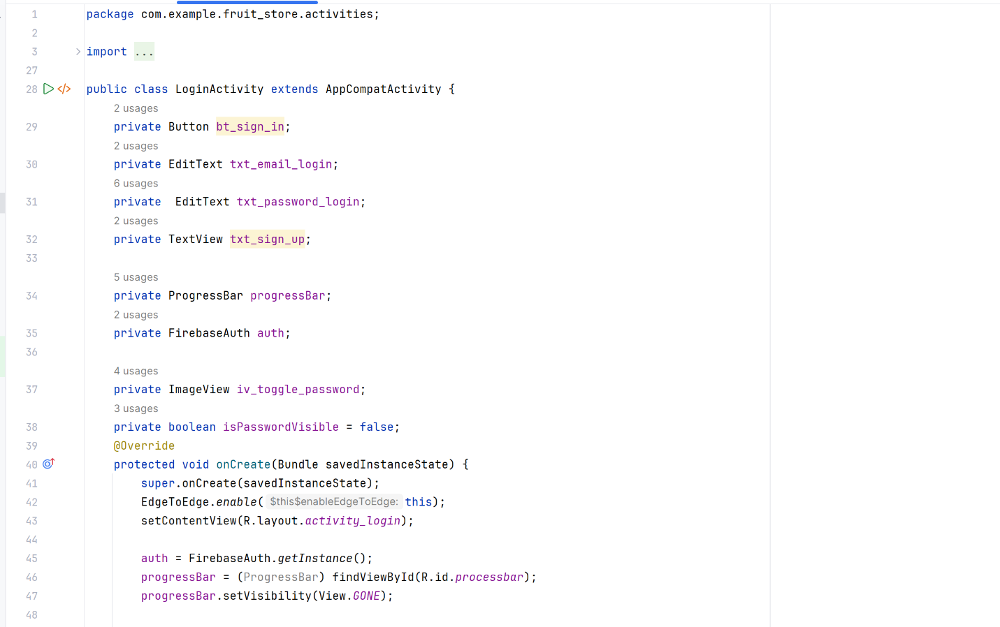 1 package com.example.fruit_store.activities;
2
3 import ...
27
28 public class LoginActivity extends AppCompatActivity {
2 usages
29 private Button bt_sign_in;
2 usages
30 private EditText txt_email_login;
6 usages
31 private  EditText txt_password_login;
2 usages
32 private TextView txt_sign_up;
33
5 usages
34 private ProgressBar progressBar;
2 usages
35 private FirebaseAuth auth;
36
4 usages
37 private ImageView iv_toggle_password;
3 usages
38 private boolean isPasswordVisible = false;
39 @Override
40 protected void onCreate(Bundle savedInstanceState) {
41 super.onCreate(savedInstanceState);
42 EdgeToEdge.enable( $this$enableEdgeToEdge: this);
43 setContentView(R.layout.activity_login);
44
45 auth = FirebaseAuth.getInstance();
46 progressBar = (ProgressBar) findViewById(R.id.processbar);
47 progressBar.setVisibility(View.GONE);
48